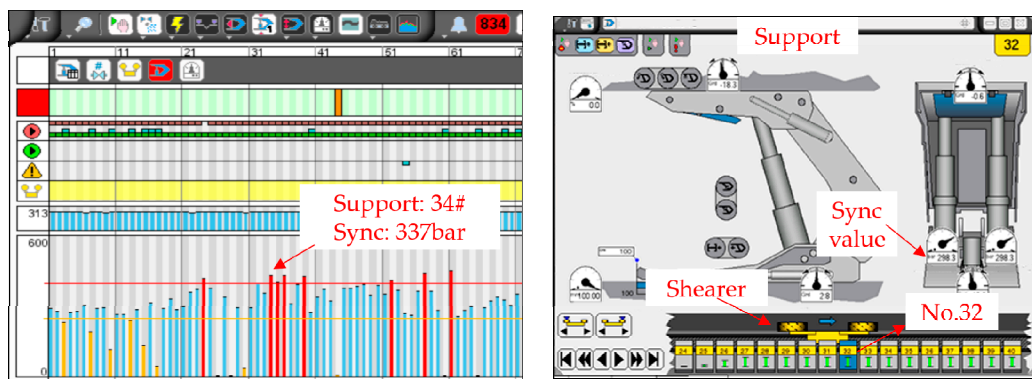 834
1 11 21 31 41 51 61
313
600
0
Support: 34#
Sync: 337bar
Support
32
-18.3
-0.6
0.0
Sync
value
298.3 298.3
100
100
100.00
28
Shearer
No.32
24 25 26 27 28 29 30 31 32 33 34 35 36 37 38 39 40